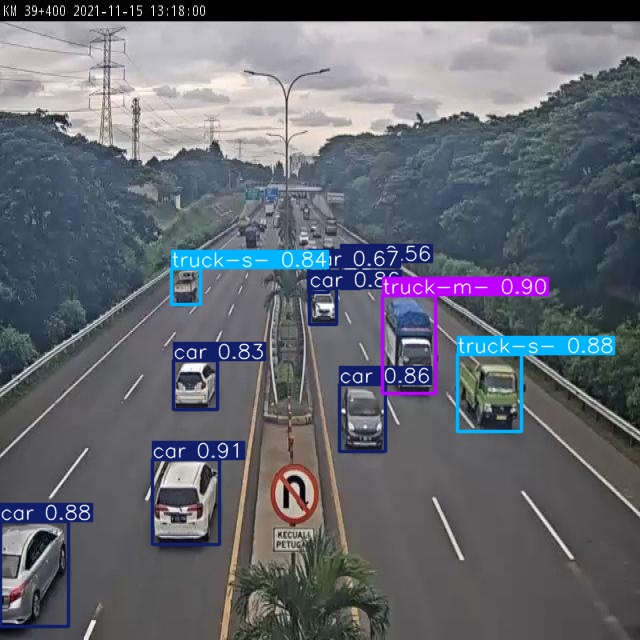 KM 39+400 2021-11-15 13:18:00
truck-s- 0.84
0.67
.56
car 0.86
truck-m- 0.90
car 0.83
car 0.86
truck-s- 0.88
car 0.91
car 0.88
KECUALI
PETUGAS